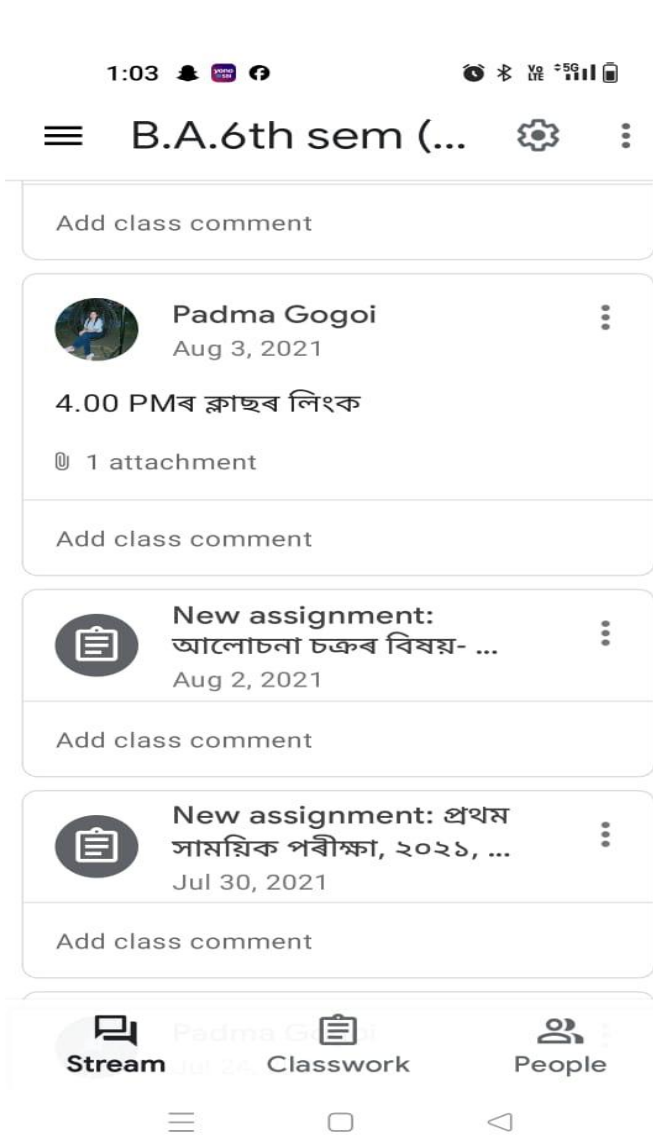 1:03
B.A.6th sem (...
Add class comment
Padma Gogoi
Aug 3, 2021
4.00 PMৰ ক্লাছৰ লিংক
1 attachment
Add class comment
New assignment:
আলোচনা চক্ৰৰ বিষয়- ...
Aug 2, 2021
Add class comment
New assignment: প্ৰথম
সাময়িক পৰীক্ষা, ২০২১, ...
Jul 30, 2021
Add class comment
Padma Gogoi
Stream Classwork People